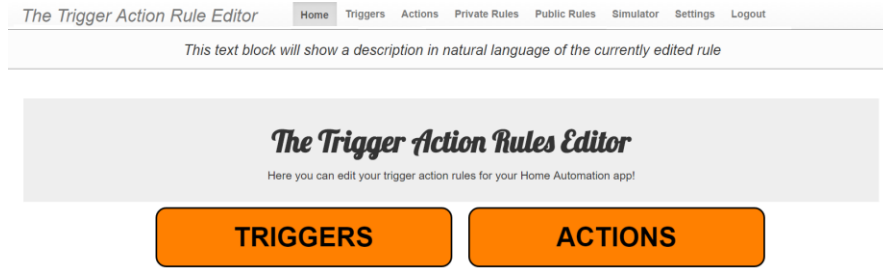 The Trigger Action Rule Editor Home Triggers Actions Private Rules Public Rules Simulator Settings Logout
This text block will show a description in natural language of the currently edited rule
The Trigger Action Rules Editor
Here you can edit your trigger action rules for your Home Automation app!
TRIGGERS ACTIONS